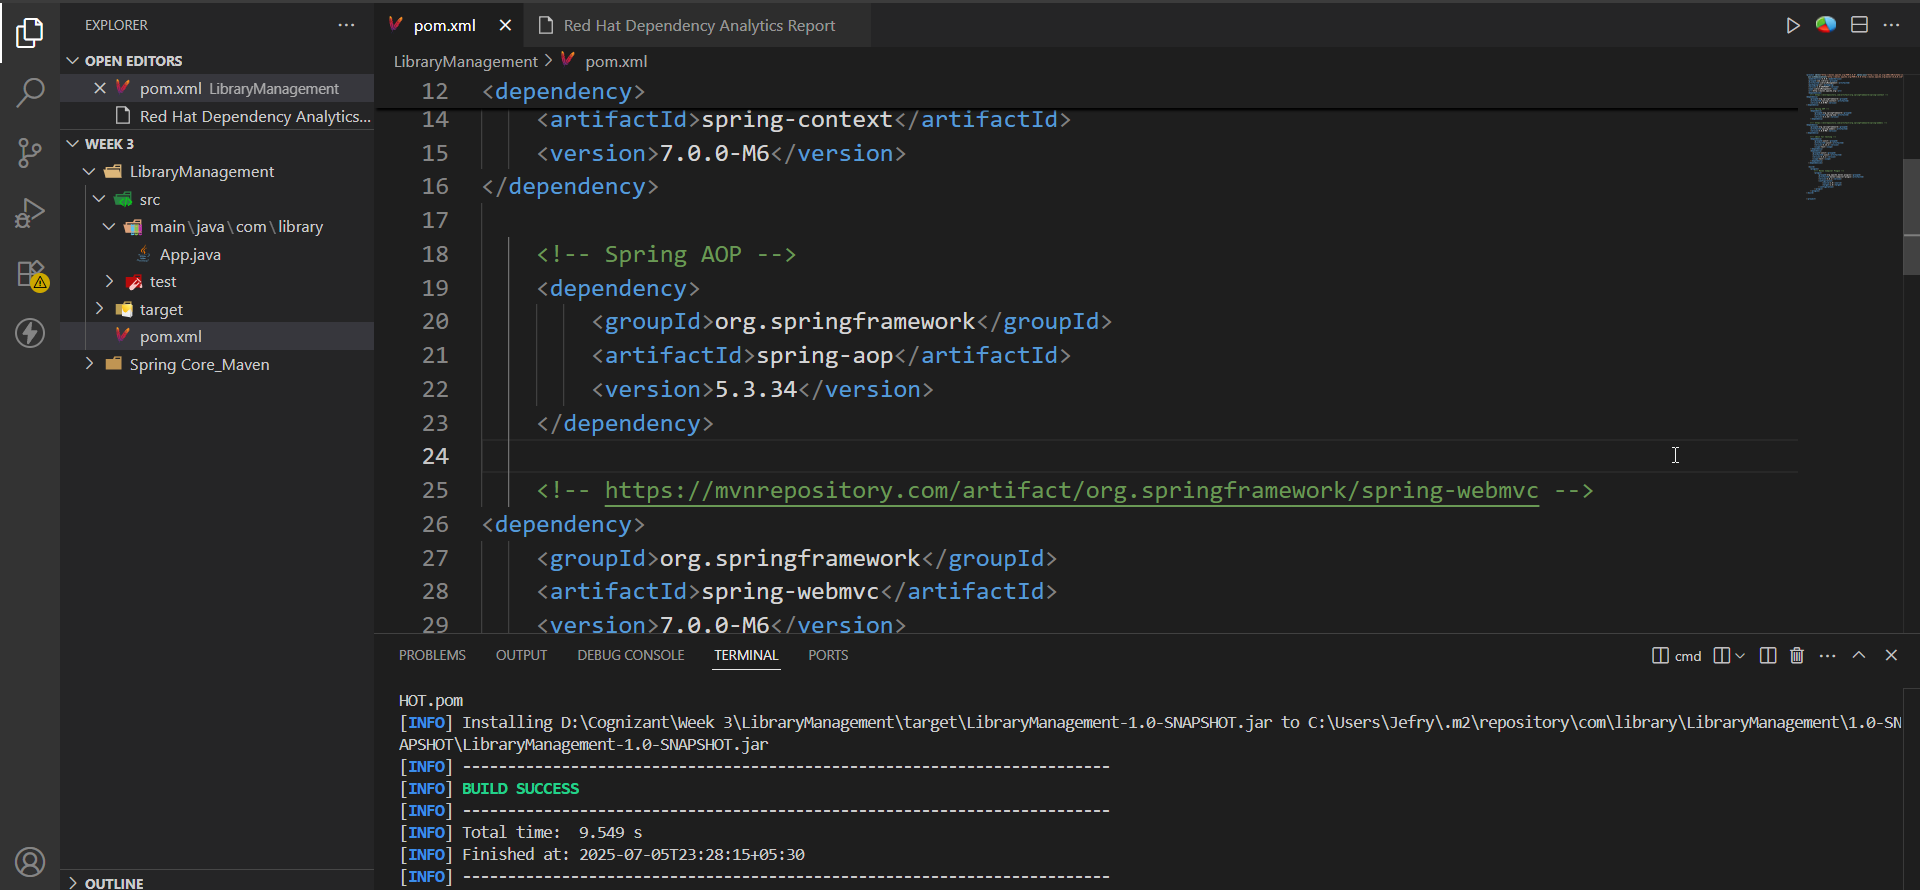 EXPLORER
OPEN EDITORS
pom.xml LibraryManagement
Red Hat Dependency Analytics...
WEEK 3
LibraryManagement
src
main\java\com\library
App.java
test
target
pom.xml
Spring Core_Maven
OUTLINE
pom.xml
Red Hat Dependency Analytics Report
LibraryManagement > pom.xml
12 <dependency>
14 <artifactId>spring-context</artifactId>
15 <version>7.0.0-M6</version>
16 </dependency>
17
18 <!-- Spring AOP -->
19 <dependency>
20 <groupId>org.springframework</groupId>
21 <artifactId>spring-aop</artifactId>
22 <version>5.3.34</version>
23 </dependency>
24
25 <!-- https://mvnrepository.com/artifact/org.springframework/spring-webmvc -->
26 <dependency>
27 <groupId>org.springframework</groupId>
28 <artifactId>spring-webmvc</artifactId>
29 <version>7.0.0-M6</version>
PROBLEMS OUTPUT DEBUG CONSOLE TERMINAL PORTS
cmd
HOT.pom
[INFO] Installing D:\Cognizant\Week 3\LibraryManagement\target\LibraryManagement-1.0-SNAPSHOT.jar to C:\Users\Jefry\.m2\repository\com\library\LibraryManagement\1.0-SN
APSHOT\LibraryManagement-1.0-SNAPSHOT.jar
[INFO] ------------------------------------------------------------------------
[INFO] BUILD SUCCESS
[INFO] ------------------------------------------------------------------------
[INFO] Total time:  9.549 s
[INFO] Finished at: 2025-07-05T23:28:15+05:30
[INFO] ------------------------------------------------------------------------